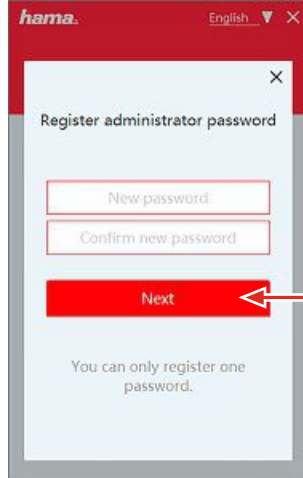 hama.
English
Register administrator password
New password
Confirm new password
Next
You can only register one
password.